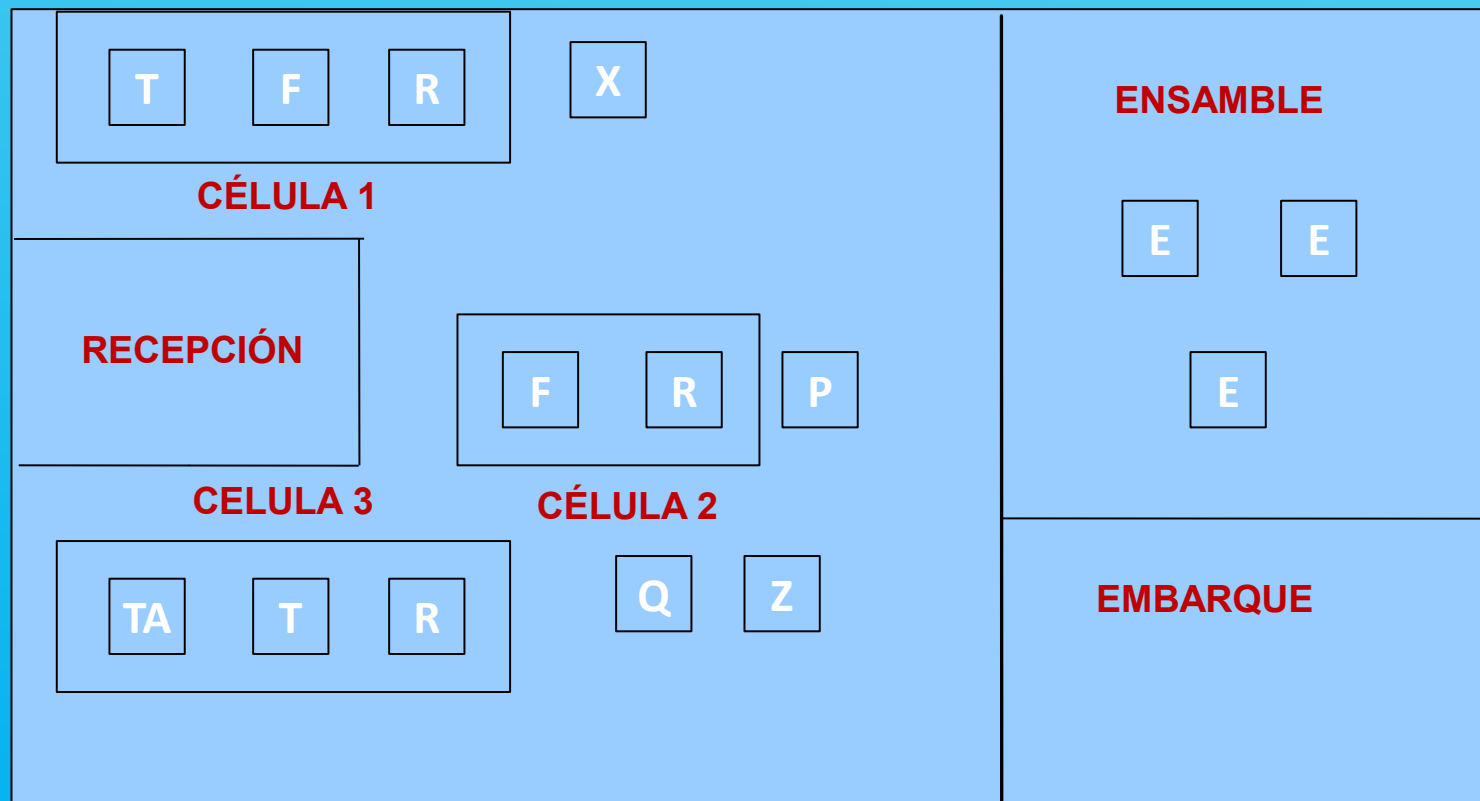 T F R X
CÉLULA 1
RECEPCIÓN
F R P
CELULA 3
CÉLULA 2
TA T R
Q Z
ENSAMBLE
E E
E
EMBARQUE